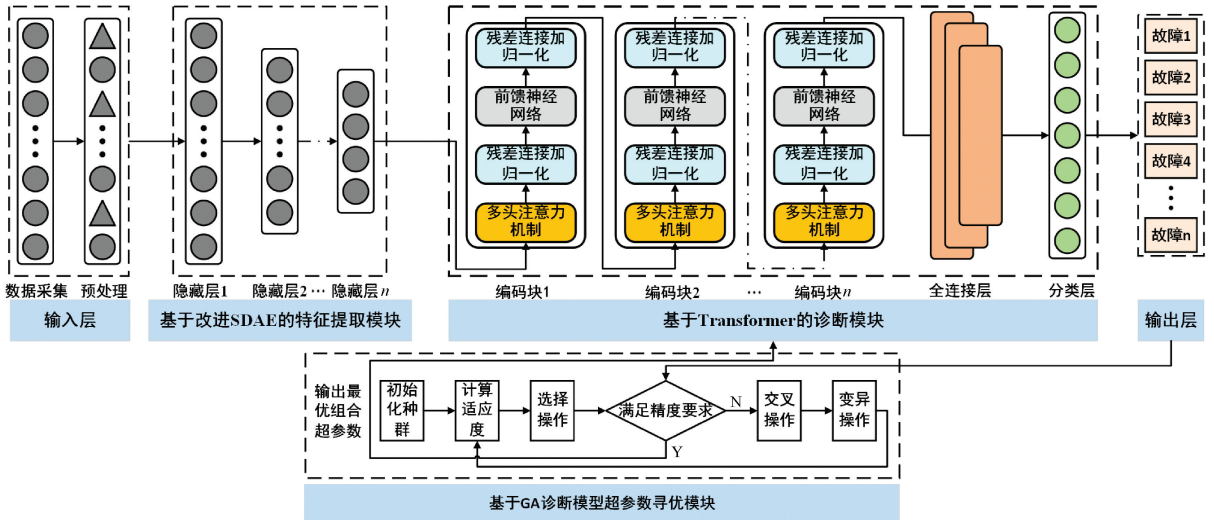 残差连接加
归一化
前馈神经
网络
残差连接加
归一化
多头注意力
机制
残差连接加
归一化
前馈神经
网络
残差连接加
归一化
多头注意力
机制
残差连接加
归一化
前馈神经
网络
残差连接加
归一化
多头注意力
机制
故障1
故障2
故障3
故障4
故障n
数据采集
预处理
隐藏层1
隐藏层2
…
隐藏层n
编码块1
编码块2
…
编码块n
全连接层
分类层
输入层
基于改进SDAE的特征提取模块
基于Transformer的诊断模块
输出层
输出最
优组合
超参数
初始
化种
群
计算
适应
度
选择
操作
满足精度要求
N
Y
交叉
操作
变异
操作
基于GA诊断模型超参数寻优模块